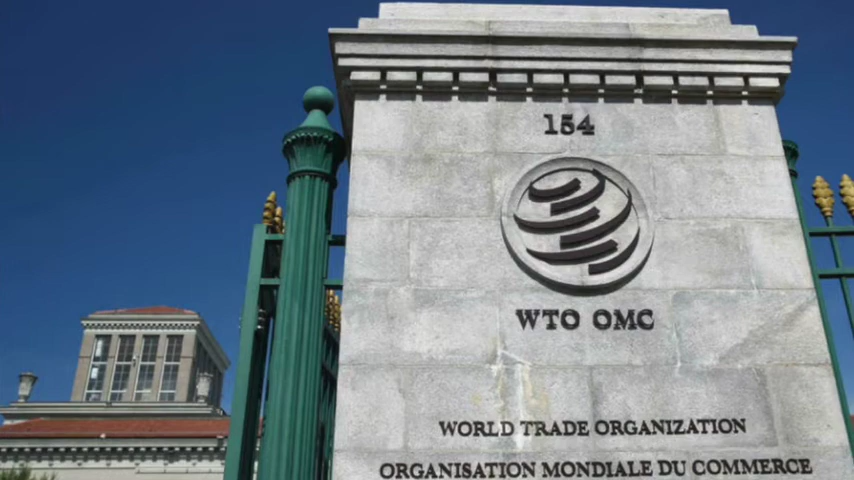 154
WTO OMC
WORLD TRADE ORGANIZATION
ORGANISATION MONDIALE DU COMMERCE